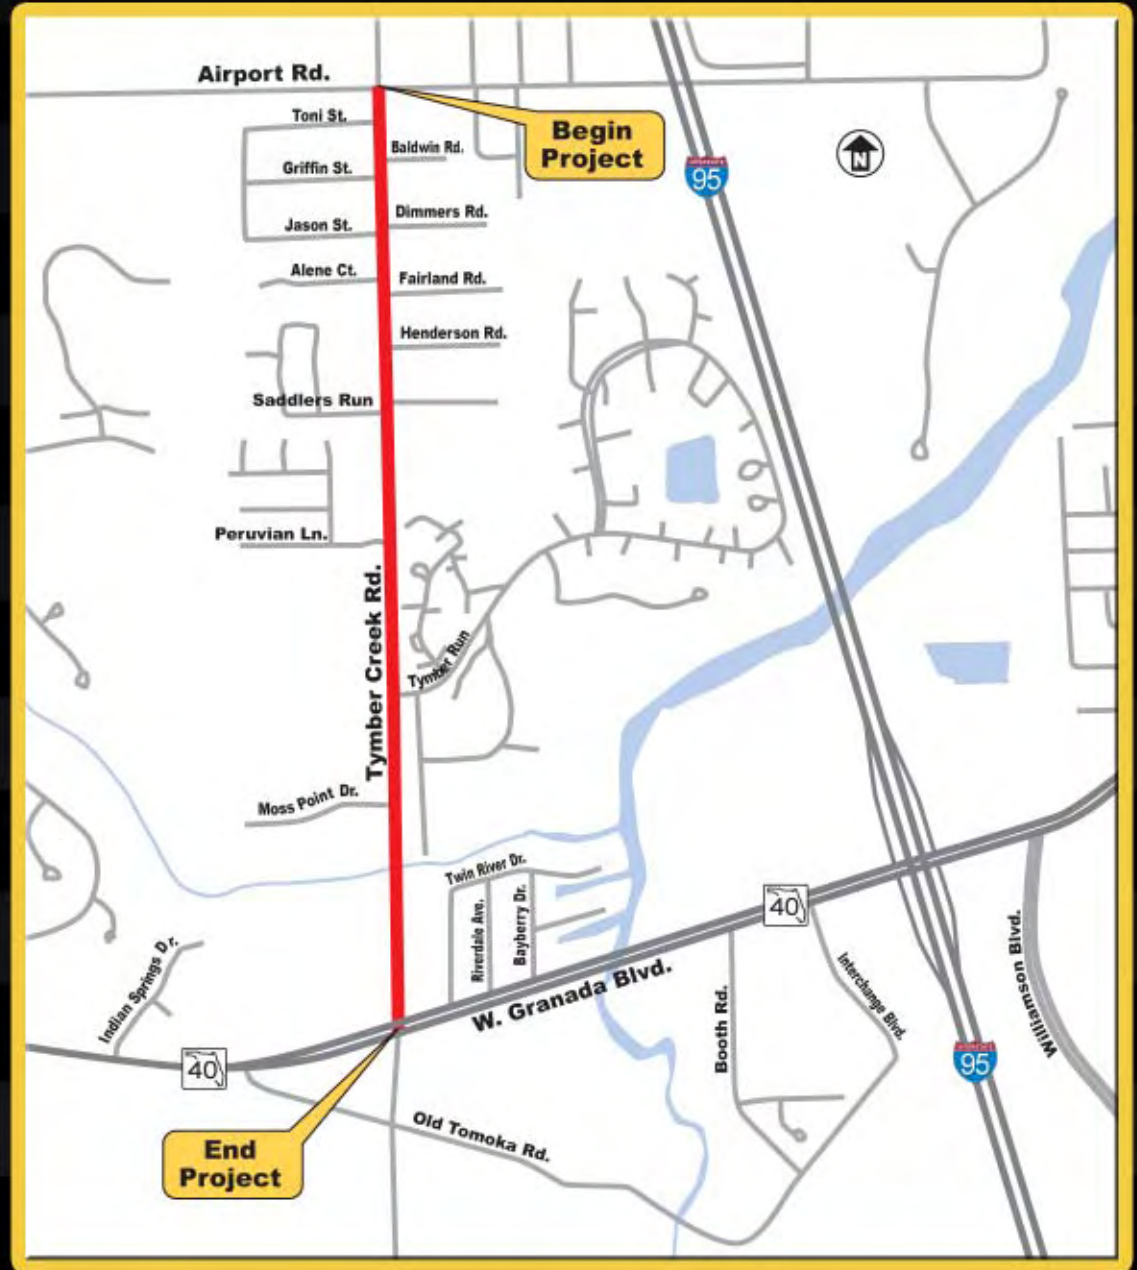 Airport Rd.
Toni St.
Begin
Project
Baldwin Rd.
N
Griffin St.
95
Dimmers Rd.
Jason St.
Alene Ct.
Fairland Rd.
Henderson Rd.
Saddlers Run
Peruvian Ln.
Tymber Creek Rd.
Tymber Run
Moss Point Dr.
Twin River Dr.
Riverdale Ave.
Bayberry Dr.
40
Indian Springs Dr.
W. Granada Blvd.
Interchange Blvd.
Williamson Blvd.
Booth Rd.
40
95
Old Tomoka Rd.
End
Project